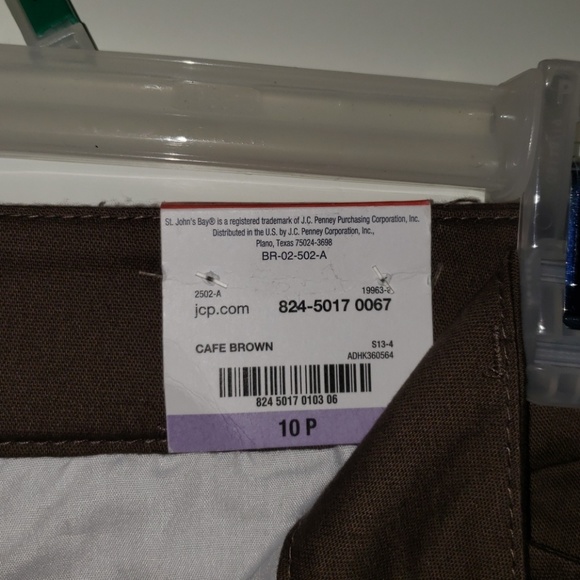 St. John's Bay® is a registered trademark of J.C. Penney Purchasing Corporation, Inc.
Distributed in the U.S. by J.C. Penney Corporation, Inc.,
Plano, Texas 75024-3698
BR-02-502-A
2502-A
jcp.com 824-5017 0067
CAFE BROWN S13-4
ADHK360564
824 5017 0103 06
10 P